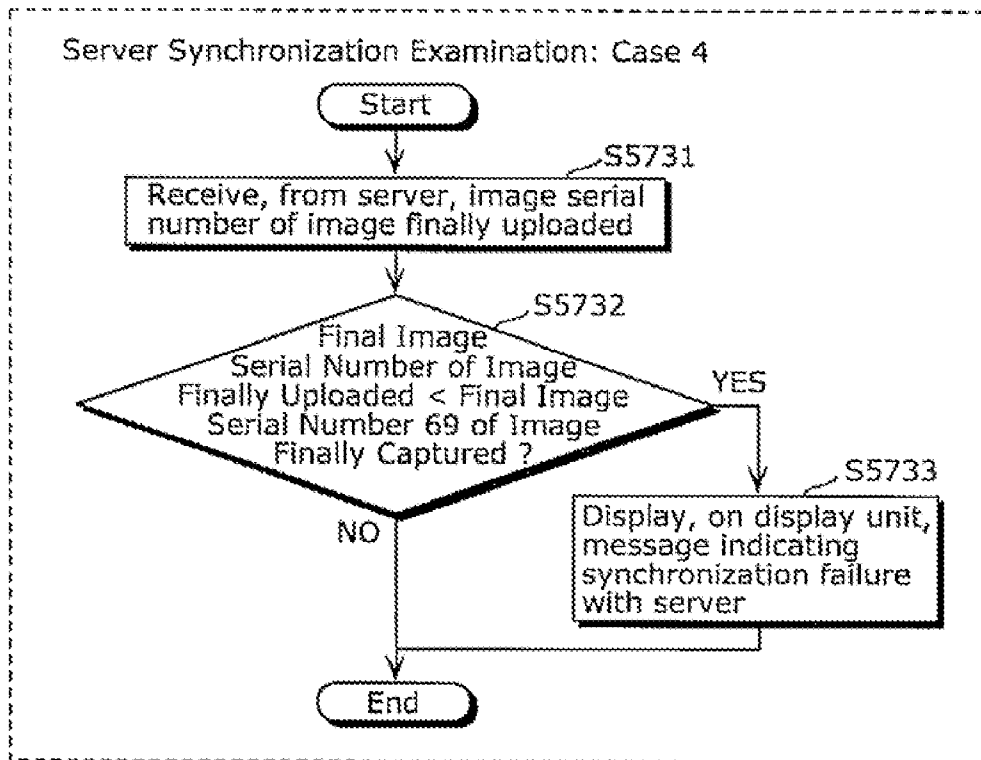 Server Synchronization Examination: Case 4
Start
S5731
Receive, from server, image serial
number of image finally uploaded
S5732
Final Image
Serial Number of Image
Finally Uploaded < Final Image
Serial Number 69 of Image
Finally Captured ?
YES
NO
S5733
Display, on display unit,
message indicating
synchronization failure
with server
End